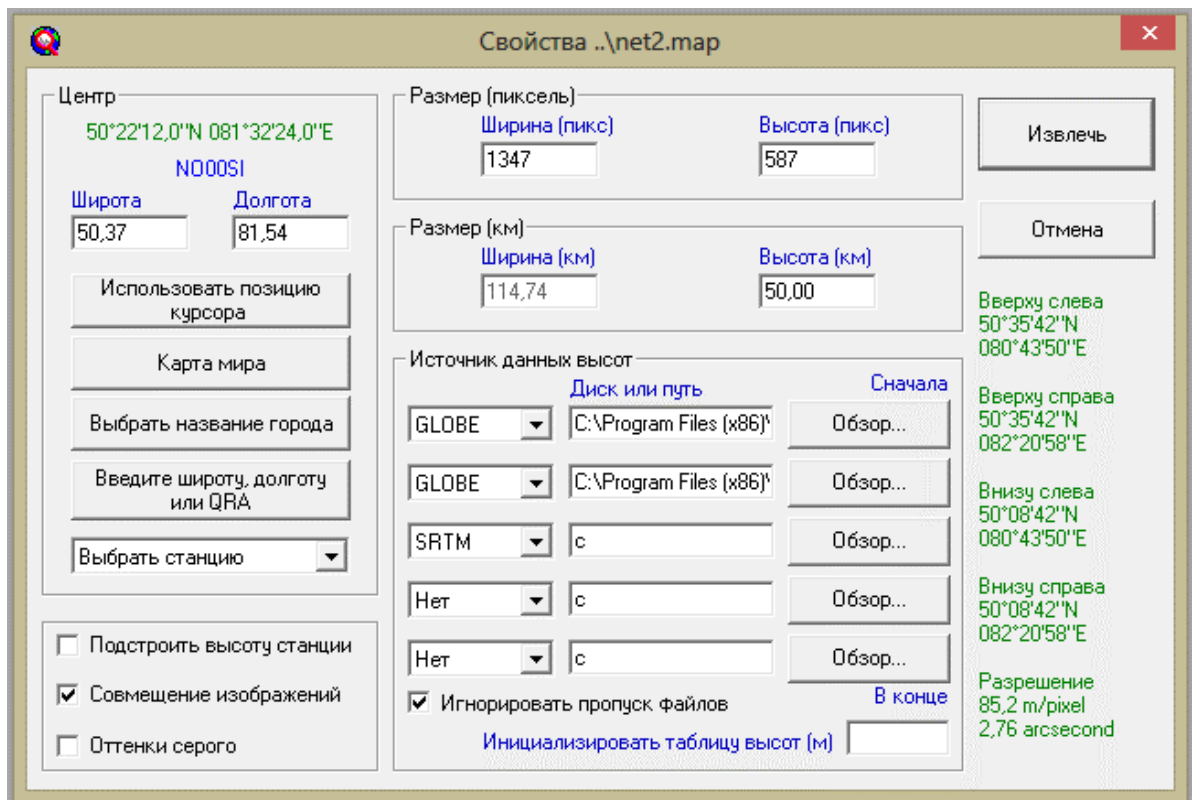 Свойства ..\net2.map
Центр
50°22'12,0"N 081°32'24,0"E
NO00SI
Широта
Долгота
50,37
81,54
Использовать позицию
курсора
Карта мира
Выбрать название города
Введите широту, долготу
или QRA
Выбрать станцию
Подстроить высоту станции
Совмещение изображений
Оттенки серого
Размер (пиксель)
Ширина (пикс)
Высота (пикс)
1347
587
Размер (км)
Ширина (км)
Высота (км)
114,74
50,00
Источник данных высот
Диск или путь
Сначала
GLOBE
C:\Program Files (x86)\
Обзор...
GLOBE
C:\Program Files (x86)\
Обзор...
SRTM
c
Обзор...
Нет
c
Обзор...
Нет
c
Обзор...
Игнорировать пропуск файлов
В конце
Инициализировать таблицу высот (м)
Извлечь
Отмена
Вверху слева
50°35'42"N
080°43'50"E
Вверху справа
50°35'42"N
082°20'58"E
Внизу слева
50°08'42"N
080°43'50"E
Внизу справа
50°08'42"N
082°20'58"E
Разрешение
85,2 m/pixel
2,76 arcsecond